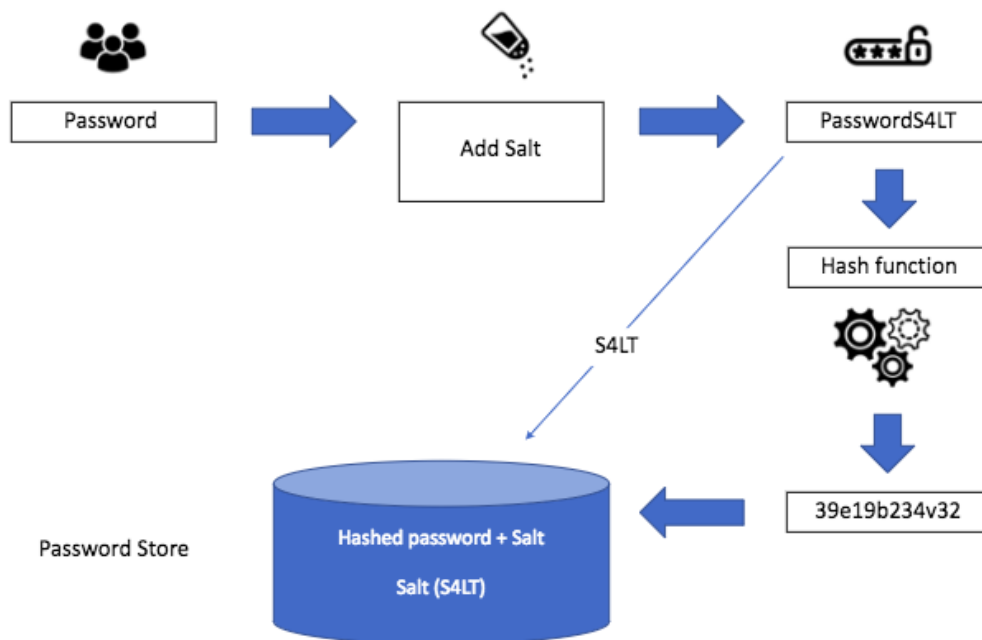 Password
Add Salt
***
PasswordS4LT
Hash function
S4LT
39e19b234v32
Hashed password + Salt
Password Store
Salt (S4LT)